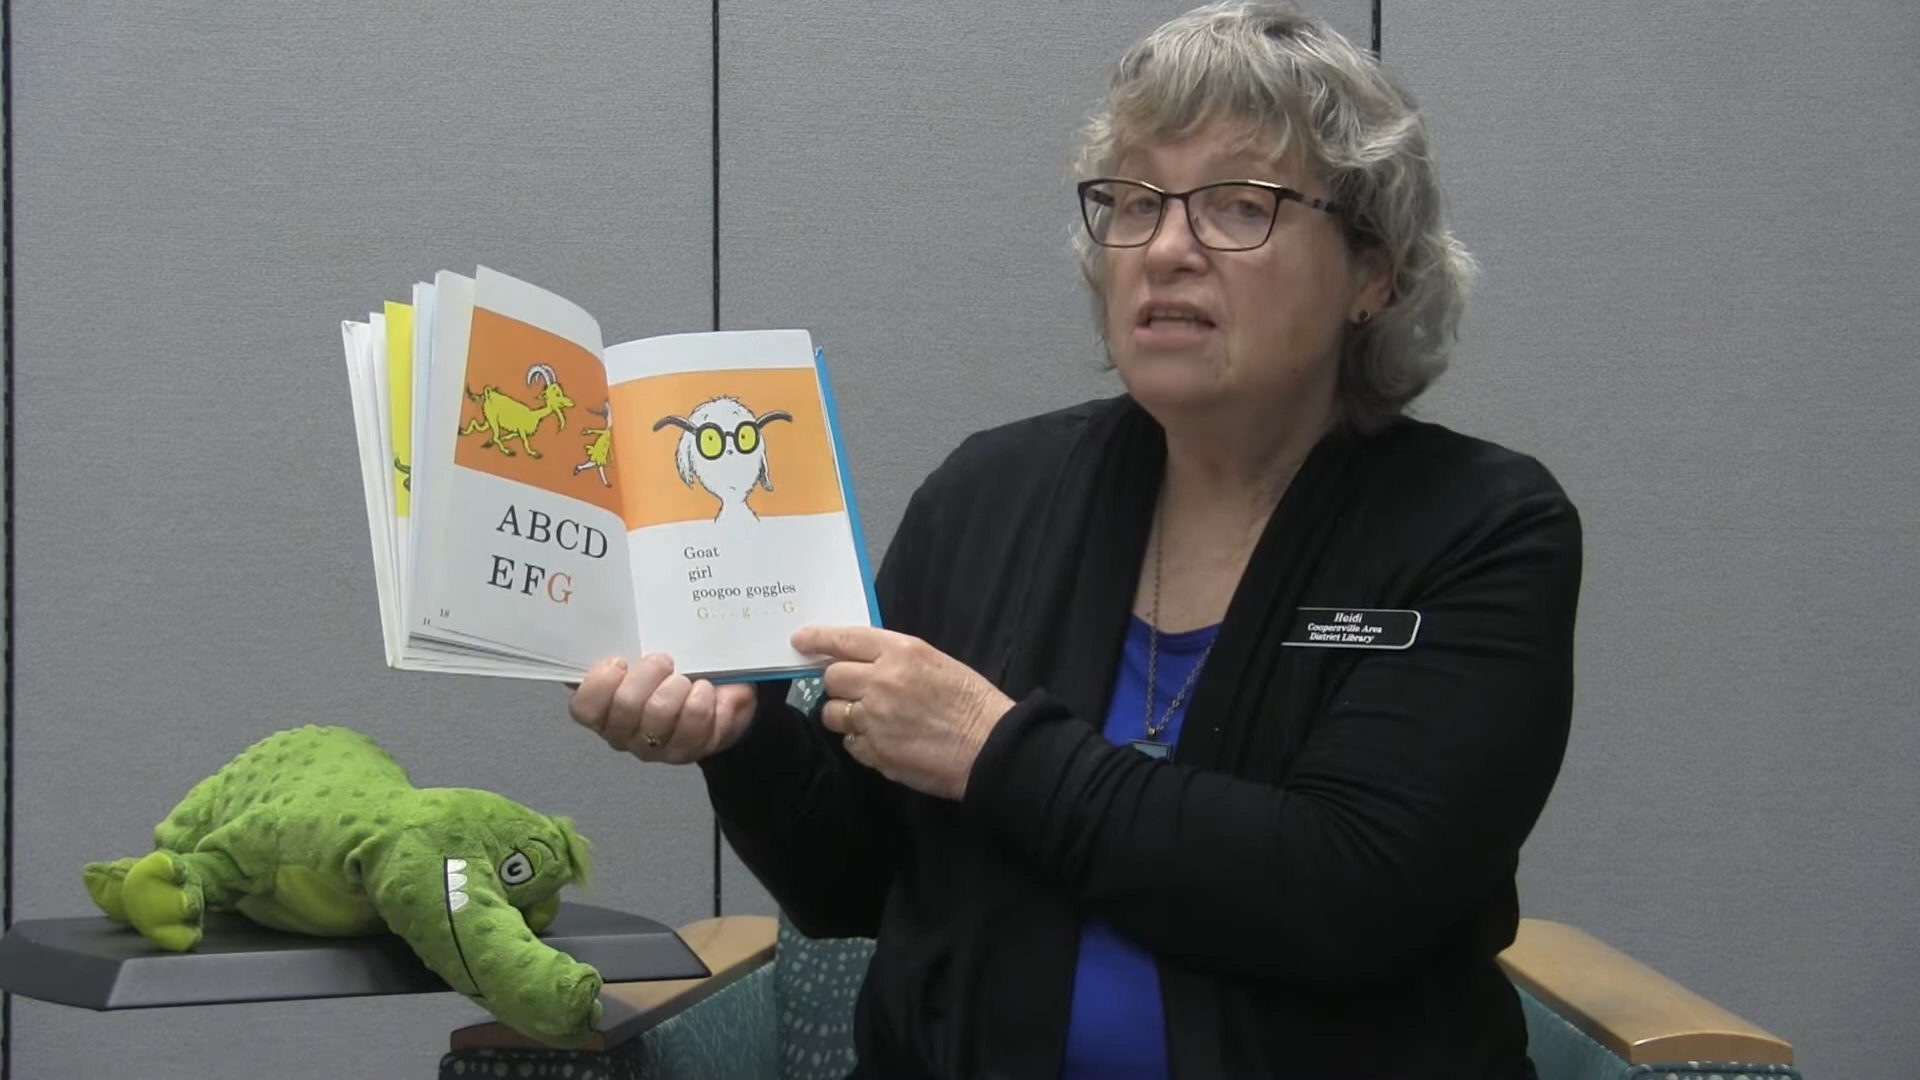 ABCD
EFG
18
Goat
girl
googoo goggles
G...g...G
Heidi
Coopersville Area
District Library